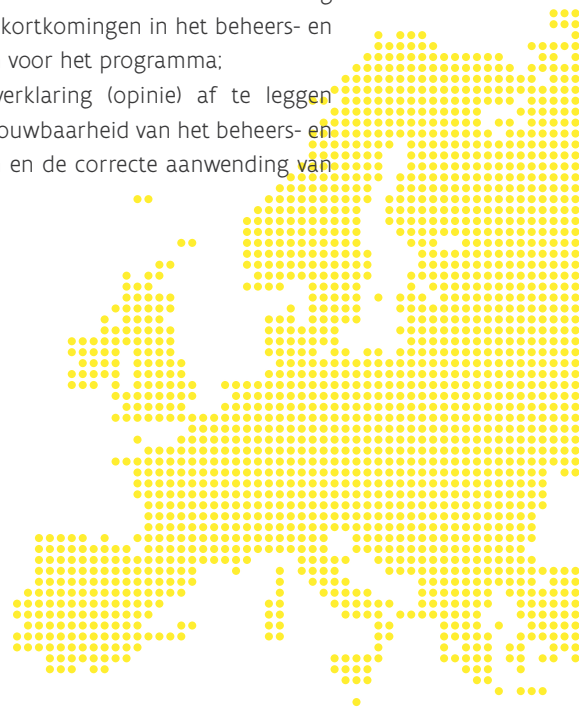 kortkomingen in het beheers- en
voor het programma;
verklaring (opinie) af te leggen
ouwbaarheid van het beheers- en
en de correcte aanwending van